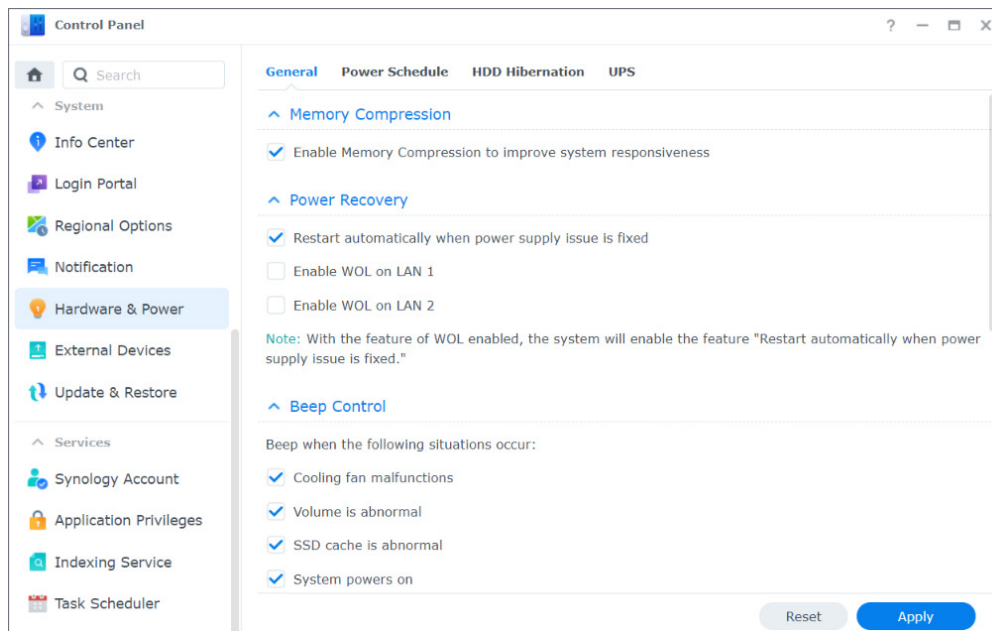 Control Panel
Search
System
Info Center
Login Portal
Regional Options
Notification
Hardware & Power
External Devices
Update & Restore
Services
Synology Account
Application Privileges
Indexing Service
Task Scheduler
General Power Schedule HDD Hibernation UPS
Memory Compression
Enable Memory Compression to improve system responsiveness
Power Recovery
Restart automatically when power supply issue is fixed
Enable WOL on LAN 1
Enable WOL on LAN 2
Note: With the feature of WOL enabled, the system will enable the feature "Restart automatically when power
supply issue is fixed."
Beep Control
Beep when the following situations occur:
Cooling fan malfunctions
Volume is abnormal
SSD cache is abnormal
System powers on
Reset Apply